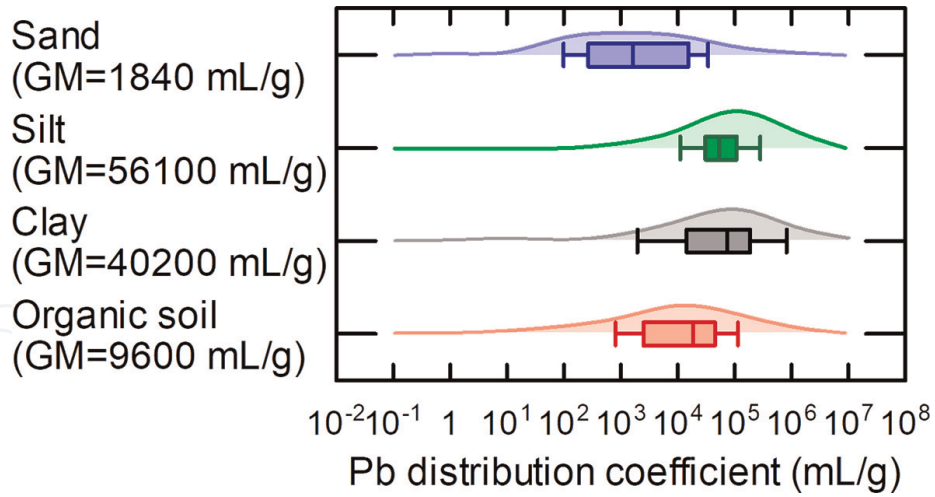 Sand
(GM=1840 mL/g)
Silt
(GM=56100 mL/g)
Clay
(GM=40200 mL/g)
Organic soil
(GM=9600 mL/g)
10⁻² 10⁻¹ 1 10¹ 10² 10³ 10⁴ 10⁵ 10⁶ 10⁷ 10⁸
Pb distribution coefficient (mL/g)